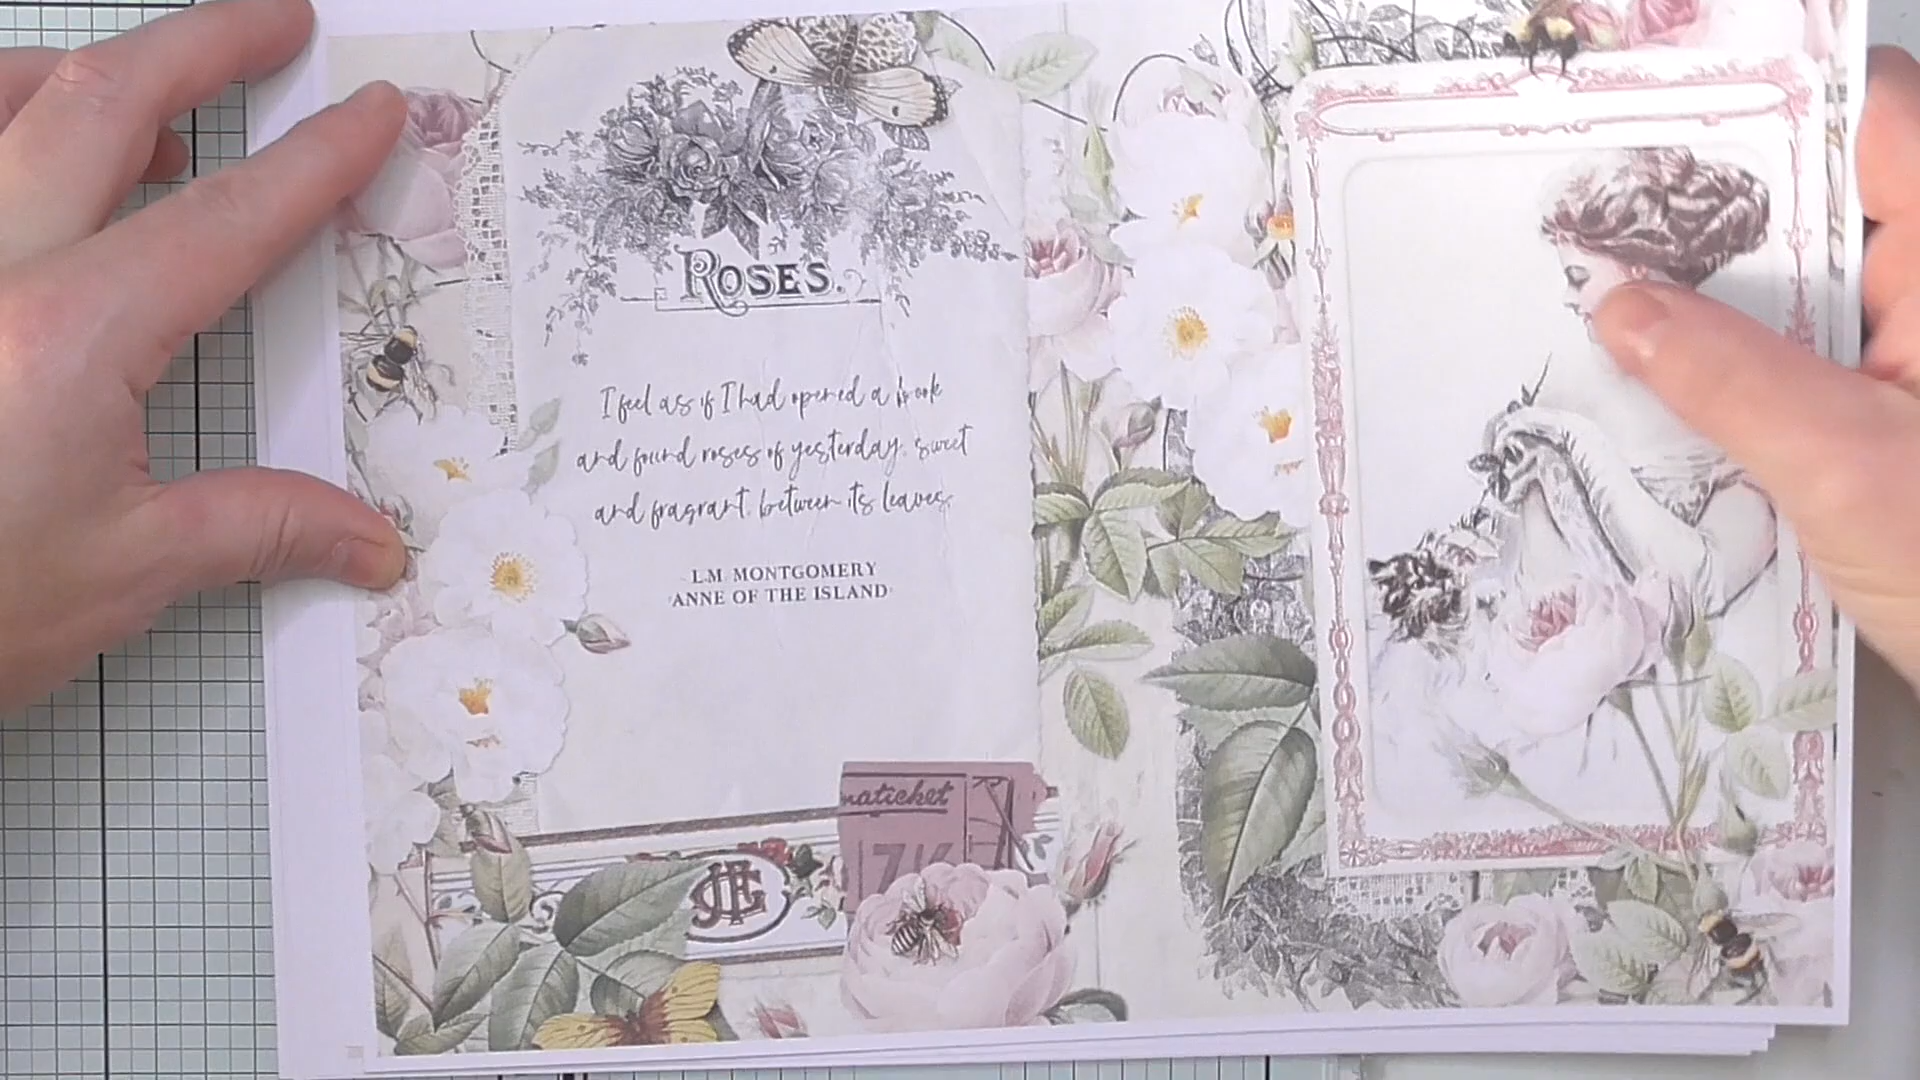 ROSES.
I feel as if I had opened a book
and found roses of yesterday, sweet
and fragrant, between its leaves.
L.M. MONTGOMERY
ANNE OF THE ISLAND
maticket